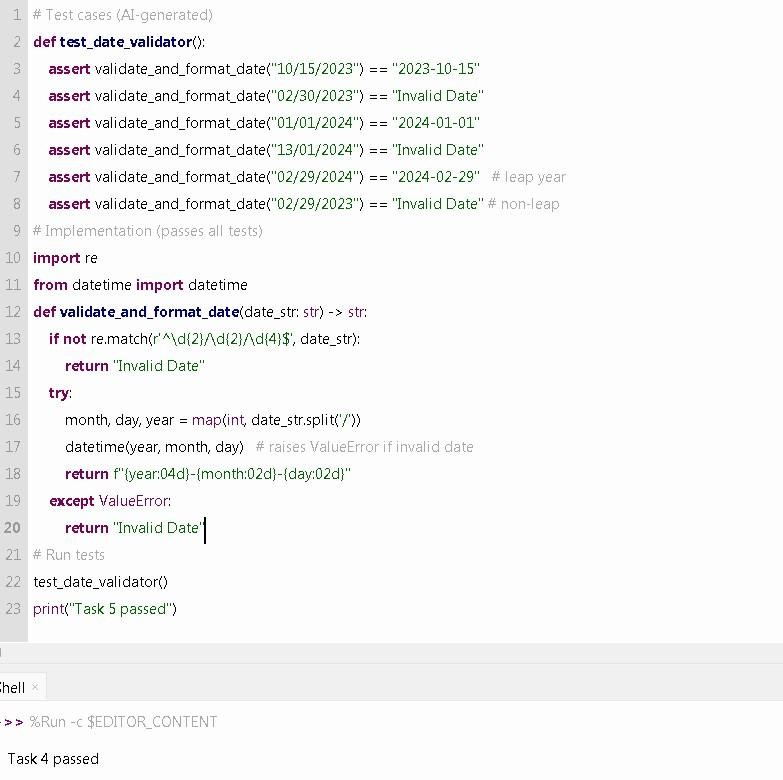 1 # Test cases (AI-generated)
2 def test_date_validator():
3     assert validate_and_format_date("10/15/2023") == "2023-10-15"
4     assert validate_and_format_date("02/30/2023") == "Invalid Date"
5     assert validate_and_format_date("01/01/2024") == "2024-01-01"
6     assert validate_and_format_date("13/01/2024") == "Invalid Date"
7     assert validate_and_format_date("02/29/2024") == "2024-02-29"   # leap year
8     assert validate_and_format_date("02/29/2023") == "Invalid Date" # non-leap
9 # Implementation (passes all tests)
10 import re
11 from datetime import datetime
12 def validate_and_format_date(date_str: str) -> str:
13     if not re.match(r'^\d{2}/\d{2}/\d{4}$', date_str):
14         return "Invalid Date"
15     try:
16         month, day, year = map(int, date_str.split('/'))
17         datetime(year, month, day)   # raises ValueError if invalid date
18         return f"{year:04d}-{month:02d}-{day:02d}"
19     except ValueError:
20         return "Invalid Date"
21 # Run tests
22 test_date_validator()
23 print("Task 5 passed")
hell ×
>>> %Run -c $EDITOR_CONTENT
Task 4 passed